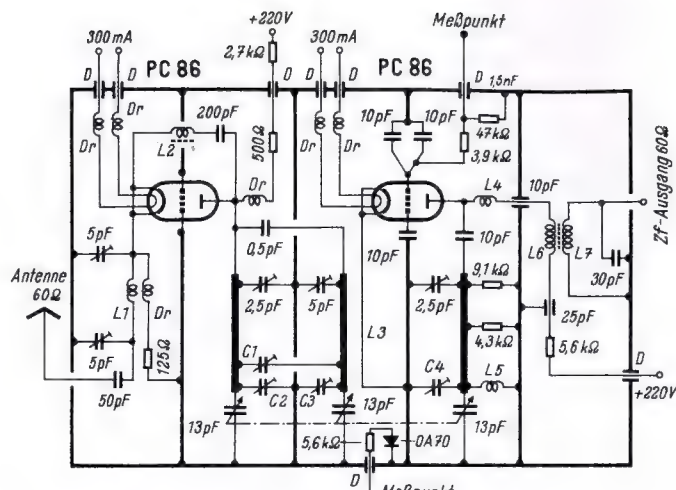 +220V
Meßpunkt
300mA
2,7kΩ
300mA
D
D
PC 86
D
D
D
PC 86
D
1,5nF
Dr
Dr
200pF
L2
500Ω
Dr
Dr
10pF
10pF
47kΩ
3,9kΩ
Dr
L4
10pF
0,5pF
10pF
10pF
L6
L7
Zf-Ausgang 60Ω
5pF
Antenne
60Ω
L1
Dr
2,5pF
5pF
L3
2,5pF
9,1kΩ
30pF
25pF
5pF
125Ω
C1
4,3kΩ
5,6kΩ
D
50pF
C2
C3
C4
L5
+220V
13pF
13pF
13pF
5,6kΩ
OA70
D
Meßpunkt